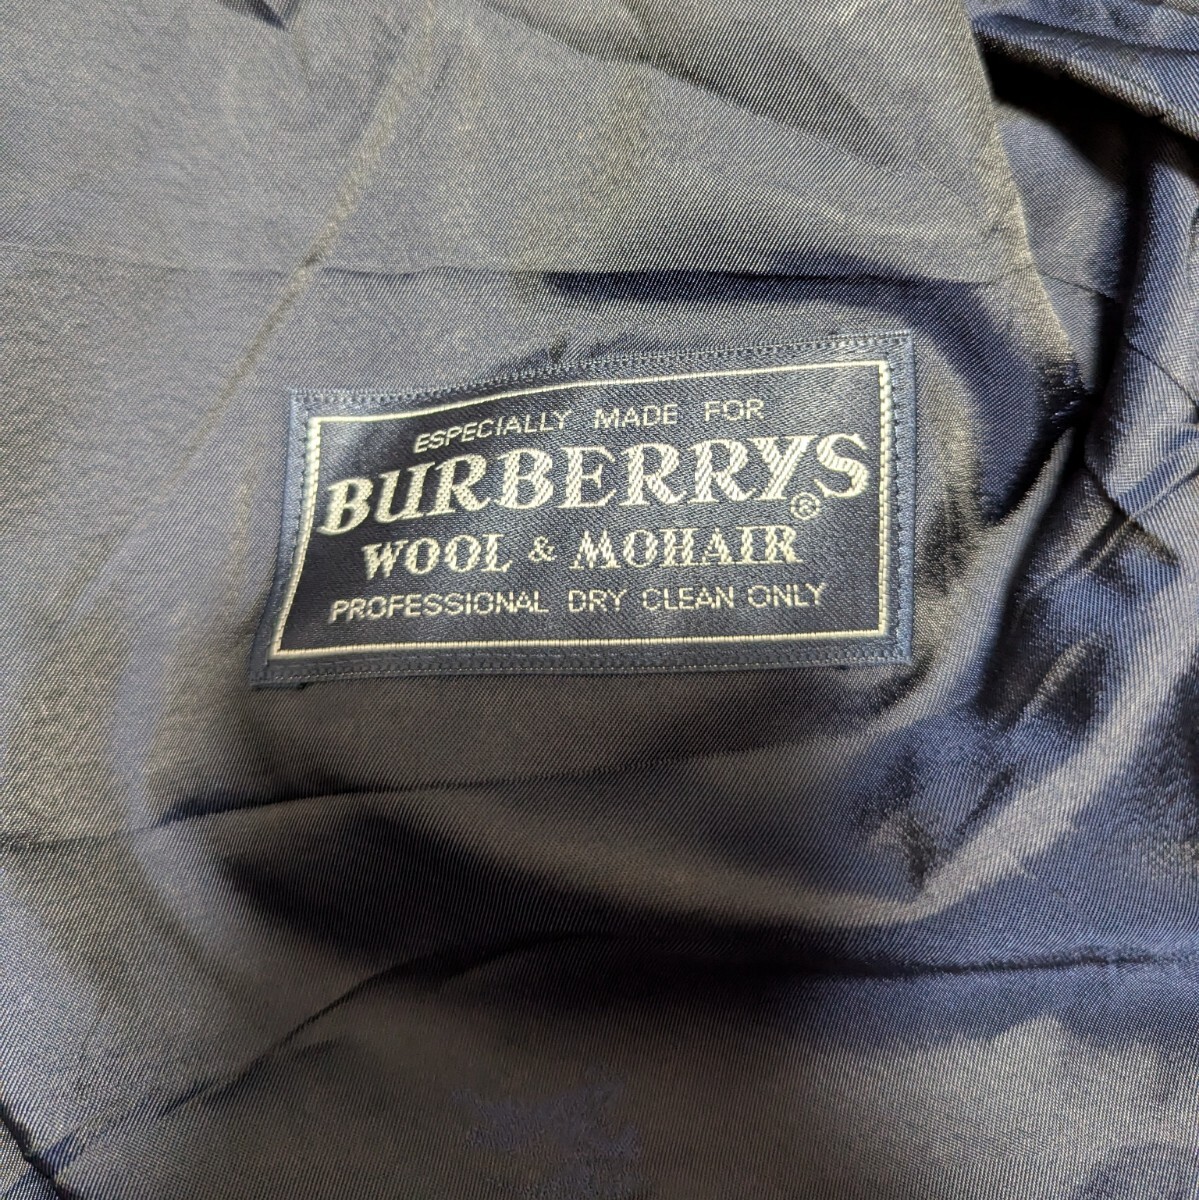 ESPECIALLY MADE FOR
BURBERRYS®
WOOL & MOHAIR
PROFESSIONAL DRY CLEAN ONLY